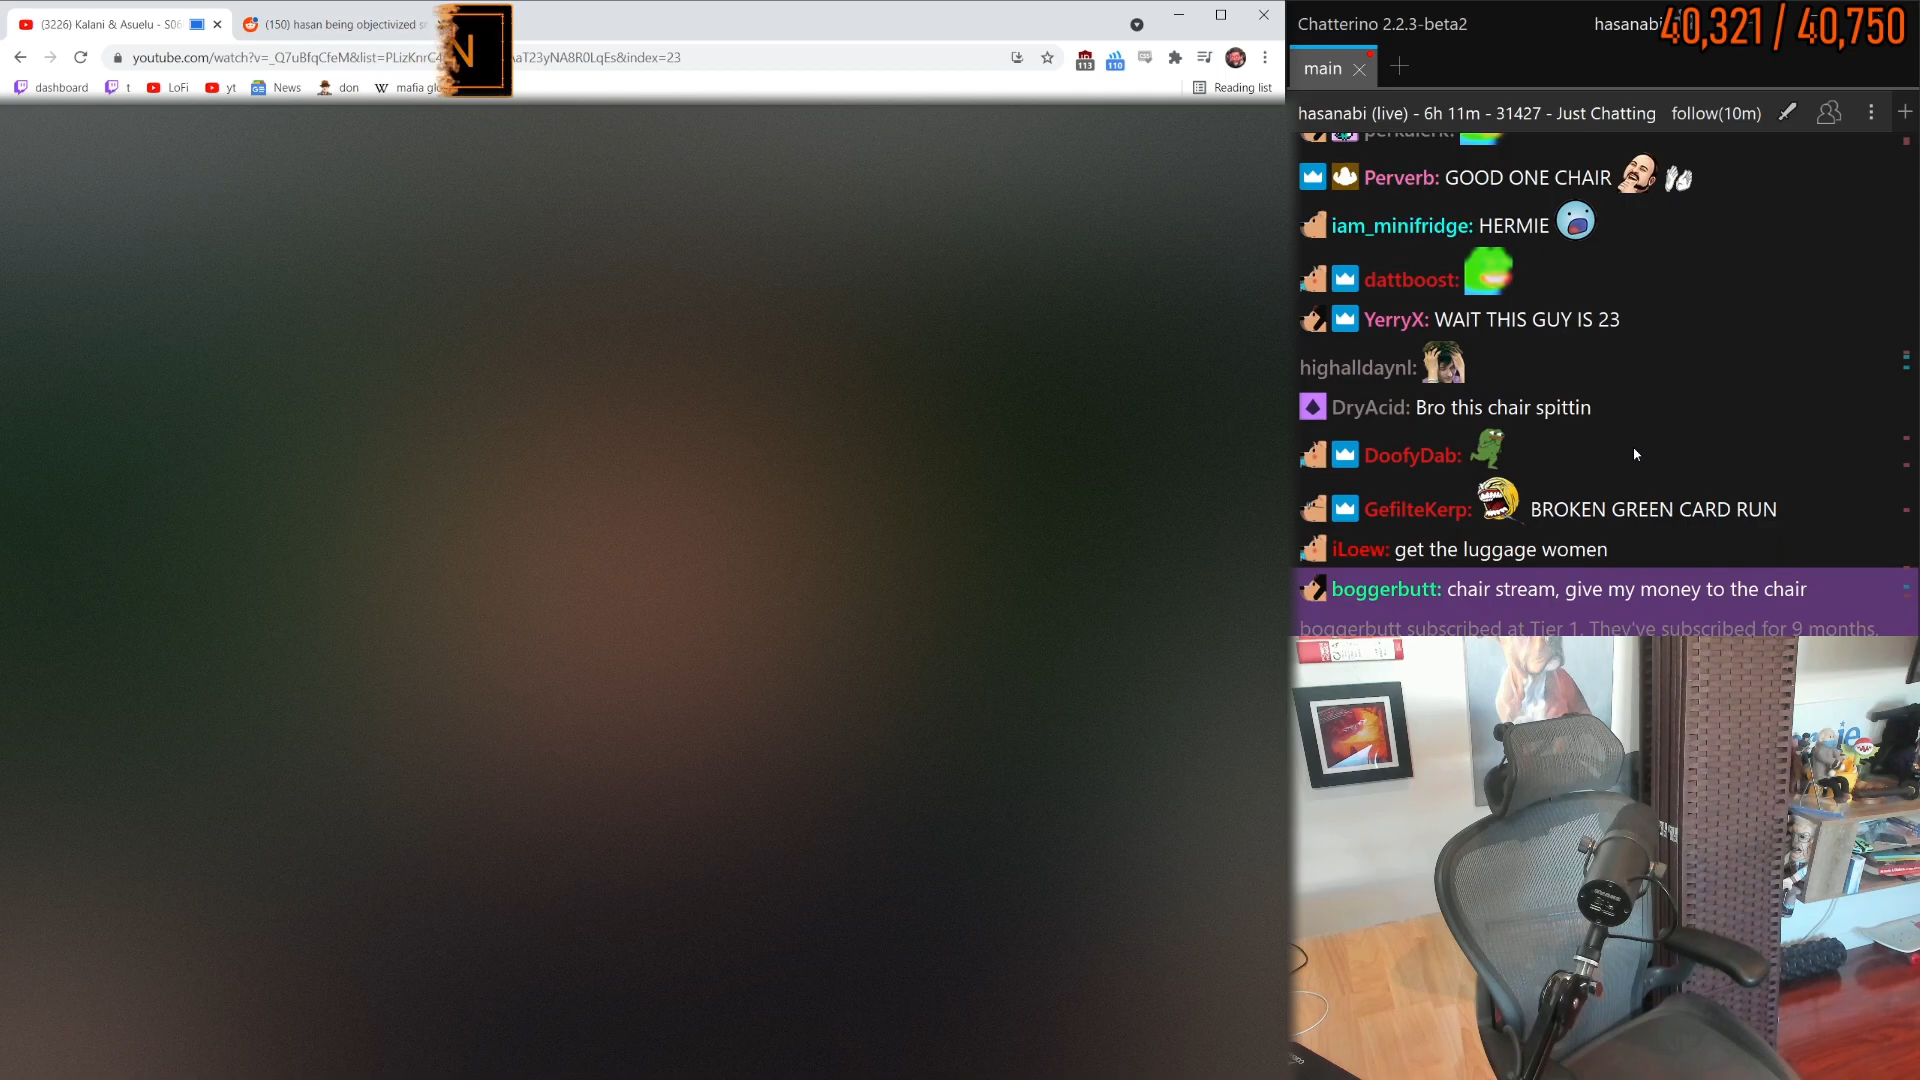 (3226) Kalani & Asuelu - S06
(150) hasan being objectivized
youtube.com/watch?v=_Q7uBfqCfeM&list=PLizKnrC4
aT23yNA8R0LqEs&index=23
113
110
dashboard
t
LoFi
yt
News
don
mafia glo
Reading list
N
Chatterino 2.2.3-beta2
hasanabi
40,321 / 40,750
main
hasanabi (live) - 6h 11m - 31427 - Just Chatting
follow(10m)
Perverb: GOOD ONE CHAIR
iam_minifridge: HERMIE
dattboost:
YerryX: WAIT THIS GUY IS 23
highalldaynl:
DryAcid: Bro this chair spittin
DoofyDab:
GefilteKerp: BROKEN GREEN CARD RUN
iLoew: get the luggage women
boggerbutt: chair stream, give my money to the chair
boggerbutt subscribed at Tier 1. They've subscribed for 9 months.